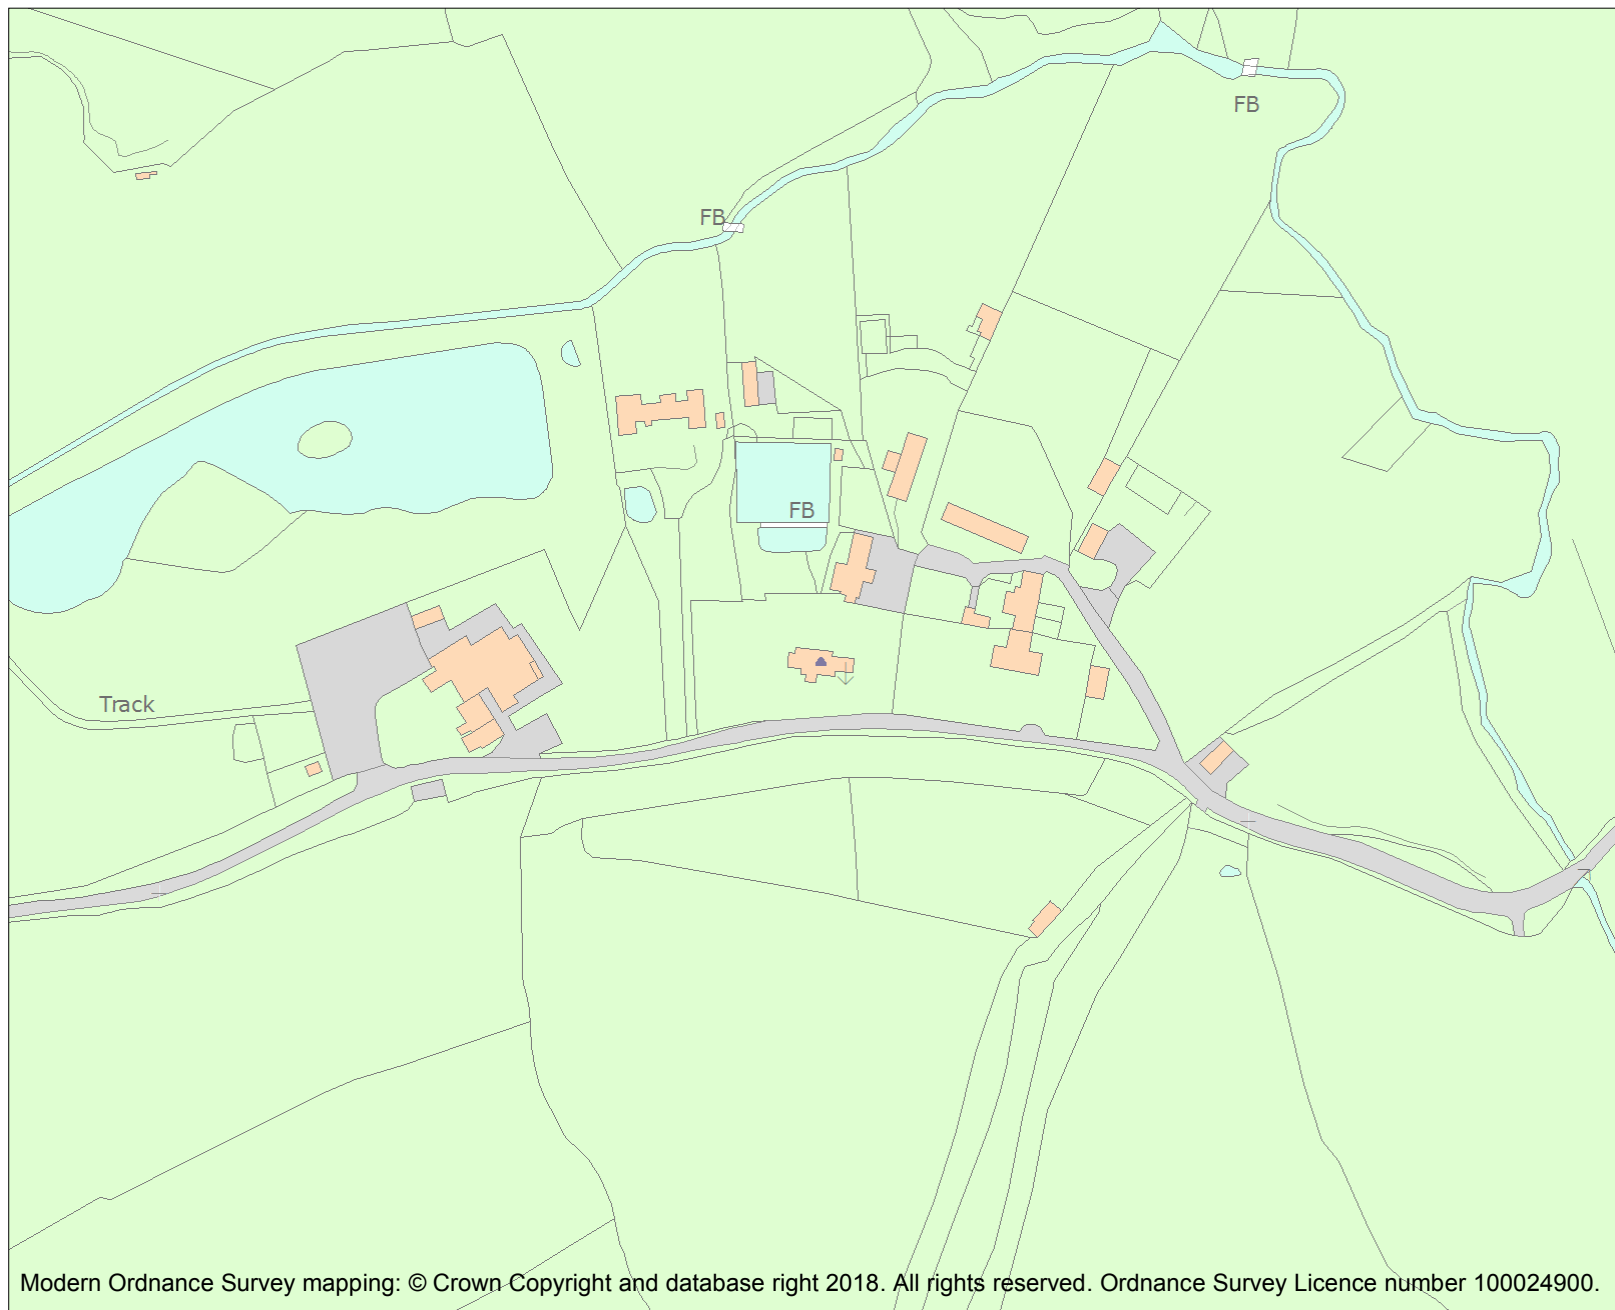 FB
FB
FB
Track
Modern Ordnance Survey mapping: © Crown Copyright and database right 2018. All rights reserved. Ordnance Survey Licence number 100024900.